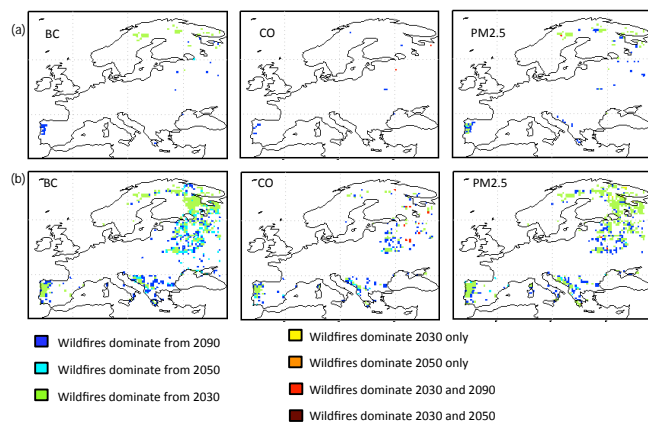 (a)
BC
CO
PM2.5
(b)
BC
CO
PM2.5
Wildfires dominate from 2090
Wildfires dominate from 2050
Wildfires dominate from 2030
Wildfires dominate 2030 only
Wildfires dominate 2050 only
Wildfires dominate 2030 and 2090
Wildfires dominate 2030 and 2050